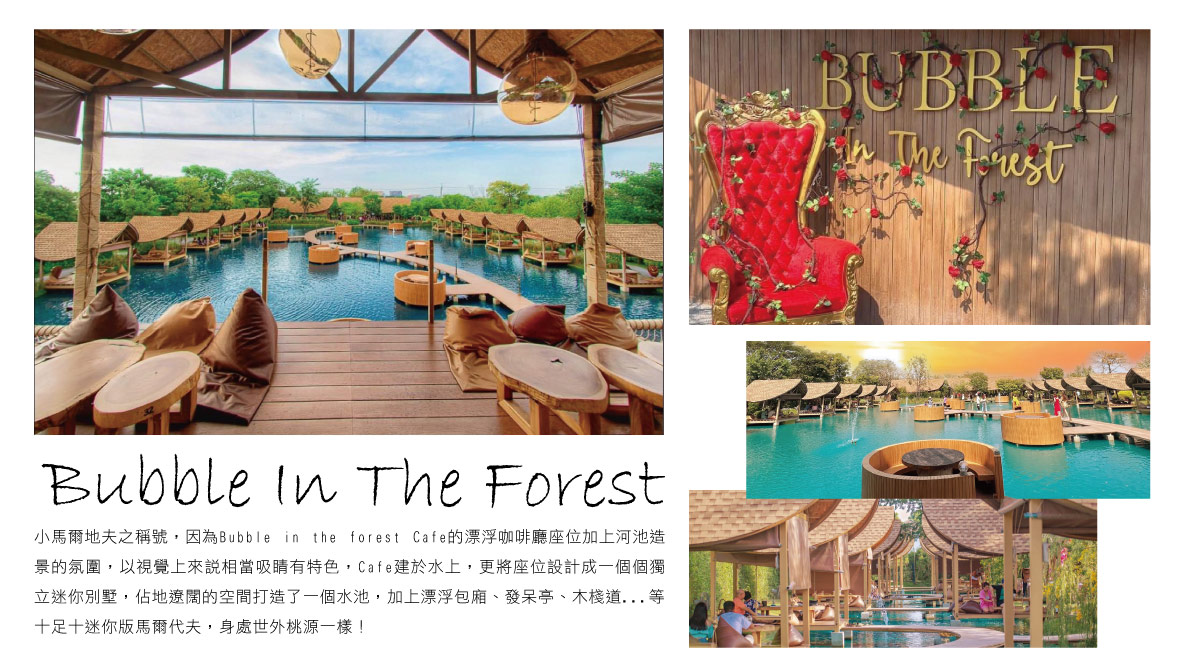 BUBBLE
In The Forest
Bubble In The Forest
小馬爾地夫之稱號，因為Bubble in the forest Cafe的漂浮咖啡廳座位加上河池造
景的氛圍，以視覺上來說相當吸睛有特色，Cafe建於水上，更將座位設計成一個個獨
立迷你別墅，佔地遼闊的空間打造了一個水池，加上漂浮包廂、發呆亭、木棧道...等
十足十迷你版馬爾代夫，身處世外桃源一樣！
32